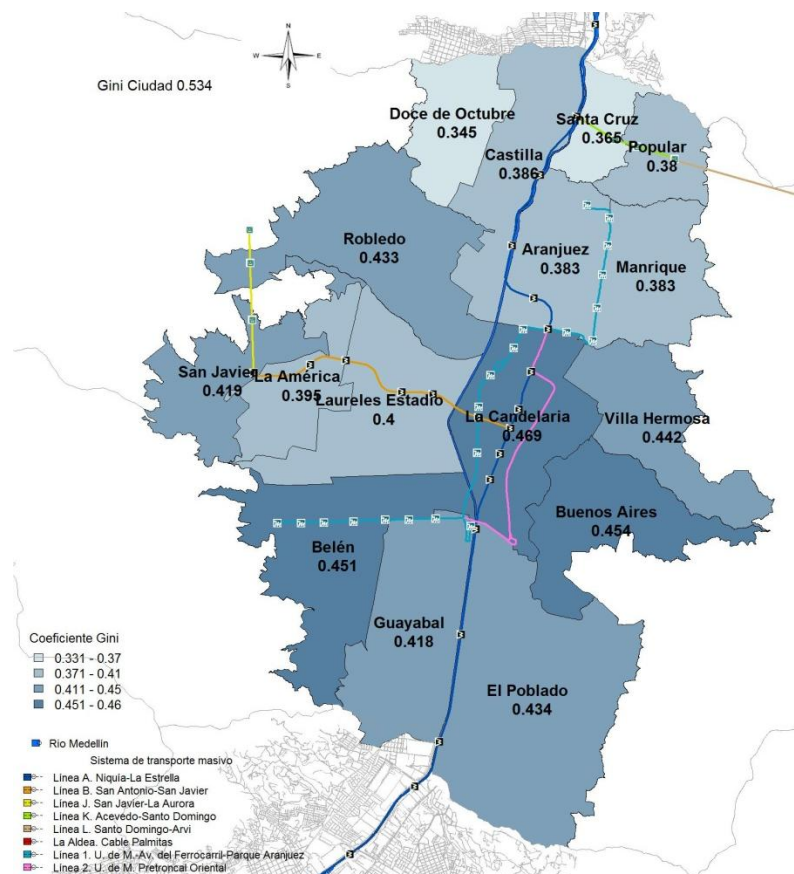 N
W E
S
Gini Ciudad 0.534
Doce de Octubre
0.345
Santa Cruz
0.365
Popular
0.38
Castilla
0.386
Robledo
0.433
Aranjuez
0.383
Manrique
0.383
San Javier
0.419
La América
0.395
Laureles Estadio
0.4
La Candelaria
0.469
Villa Hermosa
0.442
Buenos Aires
0.454
Belén
0.451
Guayabal
0.418
El Poblado
0.434
Coeficiente Gini
0.331 - 0.37
0.371 - 0.41
0.411 - 0.45
0.451 - 0.46
Rio Medellín
Sistema de transporte masivo
Línea A. Niquía-La Estrella
Línea B. San Antonio-San Javier
Línea J. San Javier-La Aurora
Línea K. Acevedo-Santo Domingo
Línea L. Santo Domingo-Arvi
La Aldea. Cable Palmitas
Línea 1. U. de M.-Av. del Ferrocarril-Parque Aranjuez
Línea 2. U. de M. Pretroncal Oriental